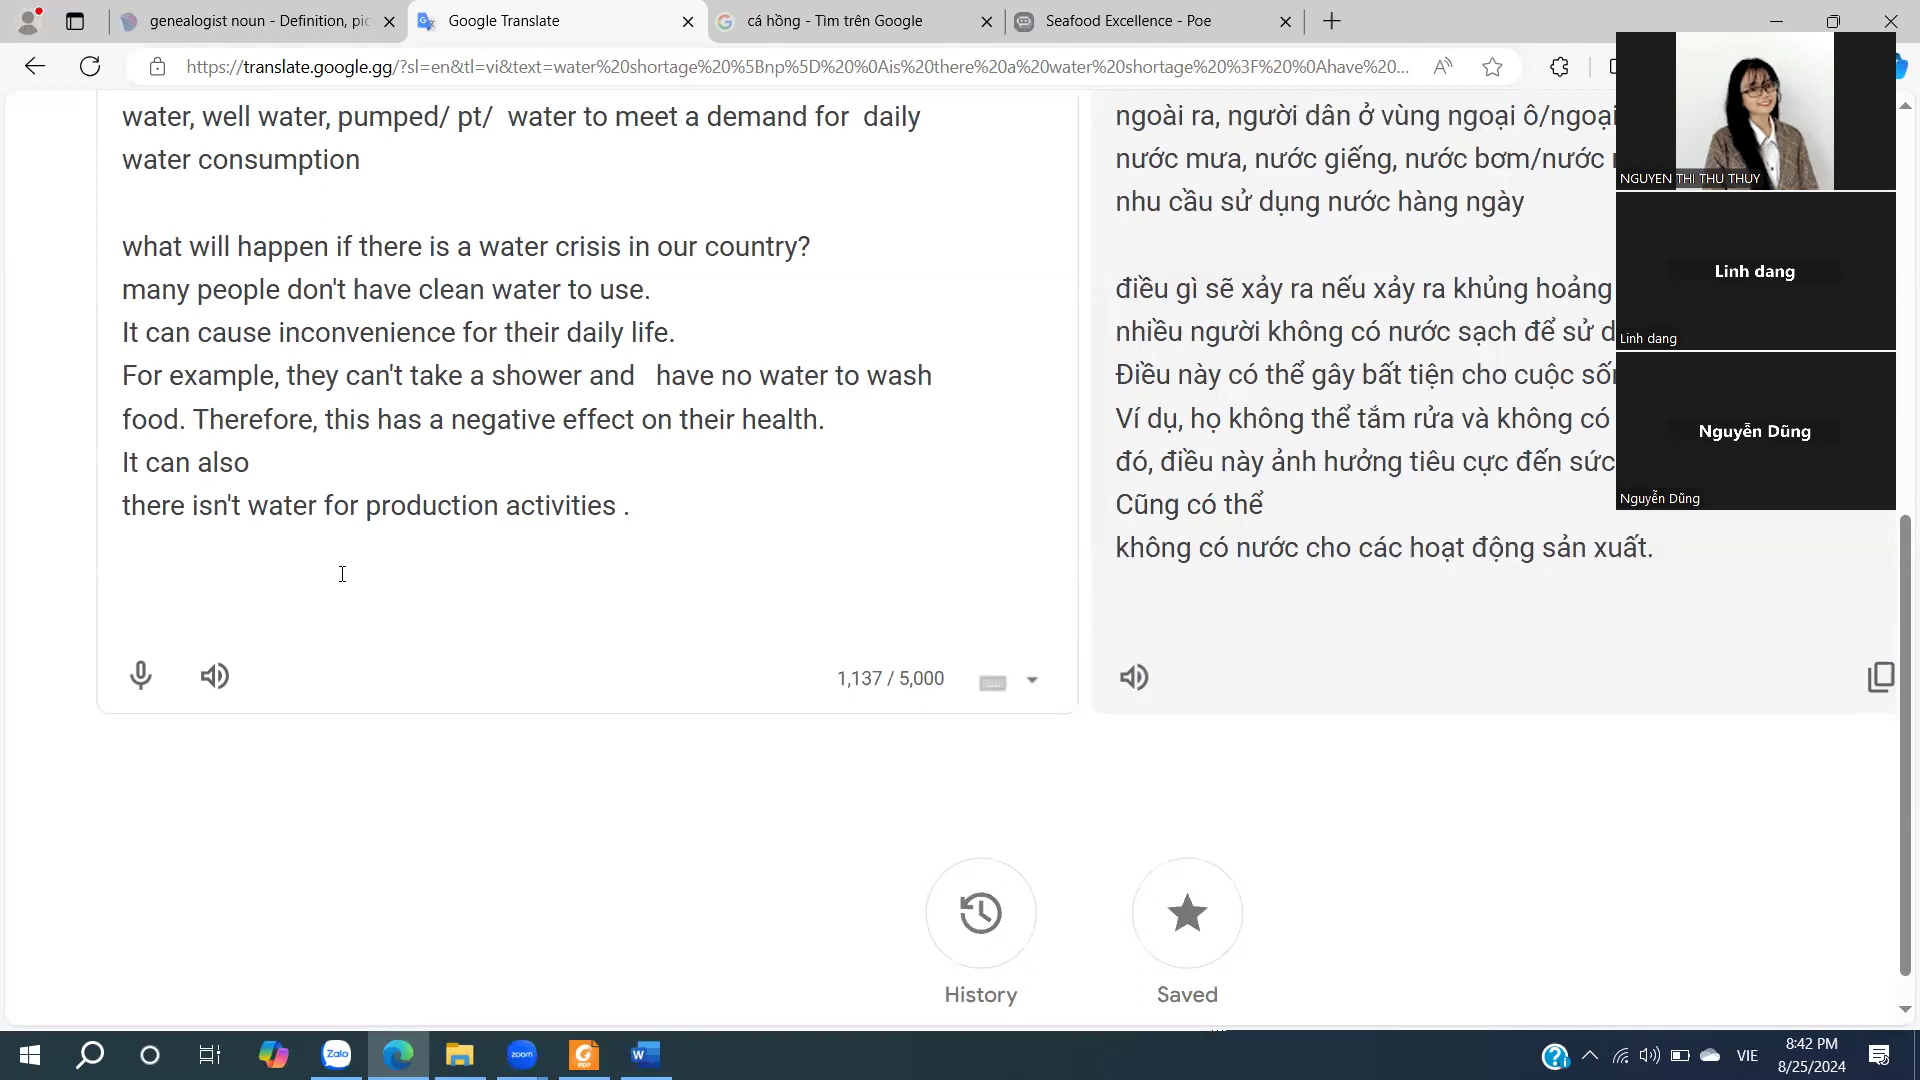 genealogist noun - Definition, pic
Google Translate
cá hồng - Tìm trên Google
Seafood Excellence - Poe
https://translate.google.gg/?sl=en&tl=vi&text=water%20shortage%20%5Bnp%5D%20%0Ais%20there%20a%20water%20shortage%20%3F%20%0Ahave%20...
water, well water, pumped/ pt/ water to meet a demand for daily
water consumption
what will happen if there is a water crisis in our country?
many people don't have clean water to use.
It can cause inconvenience for their daily life.
For example, they can't take a shower and have no water to wash
food. Therefore, this has a negative effect on their health.
It can also
there isn't water for production activities .
1,137 / 5,000
ngoài ra, người dân ở vùng ngoại ô/ngoại
nước mưa, nước giếng, nước bơm/nước
nhu cầu sử dụng nước hàng ngày
điều gì sẽ xảy ra nếu xảy ra khủng hoảng
nhiều người không có nước sạch để sử d
Điều này có thể gây bất tiện cho cuộc sốn
Ví dụ, họ không thể tắm rửa và không có
đó, điều này ảnh hưởng tiêu cực đến sức
Cũng có thể
không có nước cho các hoạt động sản xuất.
NGUYEN THI THU THUY
Linh dang
Linh dang
Nguyễn Dũng
Nguyễn Dũng
History
Saved
Zalo
zoom
PDF
W
VIE
8:42 PM
8/25/2024